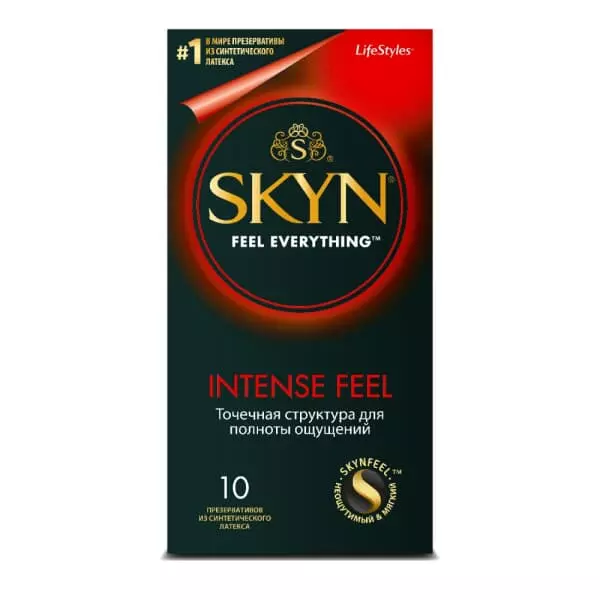 #1 В МИРЕ ПРЕЗЕРВАТИВЫ
ИЗ СИНТЕТИЧЕСКОГО
ЛАТЕКСА
LifeStyles®
S
®
SKYN®
FEEL EVERYTHING™
INTENSE FEEL
Точечная структура для
полноты ощущений
10
ПРЕЗЕРВАТИВОВ
ИЗ СИНТЕТИЧЕСКОГО
ЛАТЕКСА
SKYNFEEL™
НЕОЩУТИМЫЙ & МЯГКИЙ